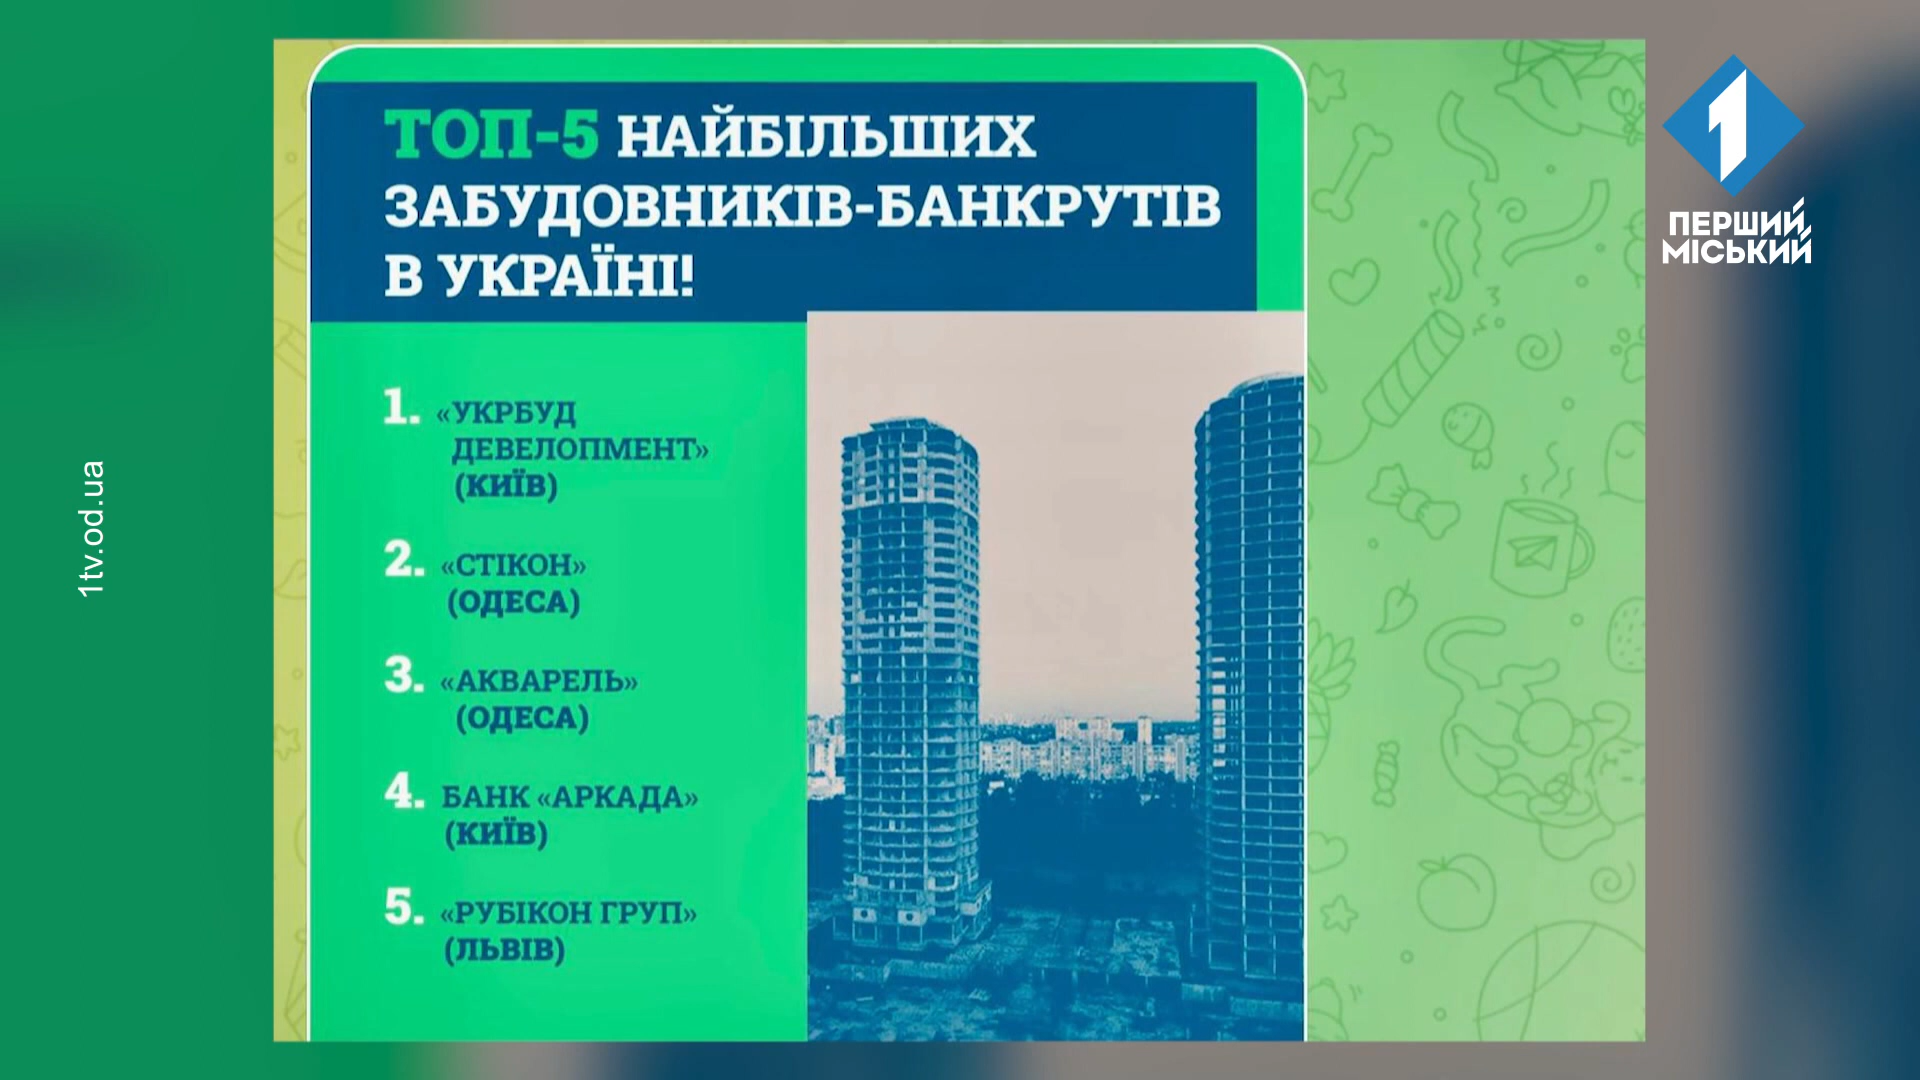 ТОП-5 НАЙБІЛЬШИХ
ЗАБУДОВНИКІВ-БАНКРУТІВ
В УКРАЇНІ!
1. «УКРБУД
ДЕВЕЛОПМЕНТ»
(КИЇВ)
2. «СТІКОН»
(ОДЕСА)
3. «АКВАРЕЛЬ»
(ОДЕСА)
4. БАНК «АРКАДА»
(КИЇВ)
5. «РУБІКОН ГРУП»
(ЛЬВІВ)
1
ПЕРШИЙ
МІСЬКИЙ
1tv.od.ua